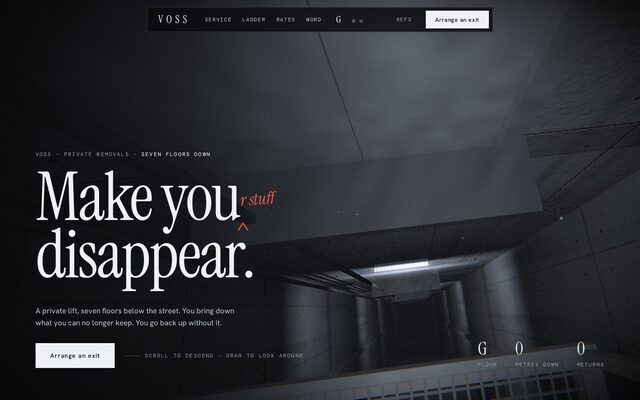 VOSS SERVICE LADDER RATES WORD G 0 m REFS Arrange an exit
VOSS · PRIVATE REMOVALS · SEVEN FLOORS DOWN
Make your stuff
disappear.
A private lift, seven floors below the street. You bring down
what you can no longer keep. You go back up without it.
Arrange an exit
SCROLL TO DESCEND · DRAG TO LOOK AROUND
G 0 0
FLOOR METRES DOWN RETURNS